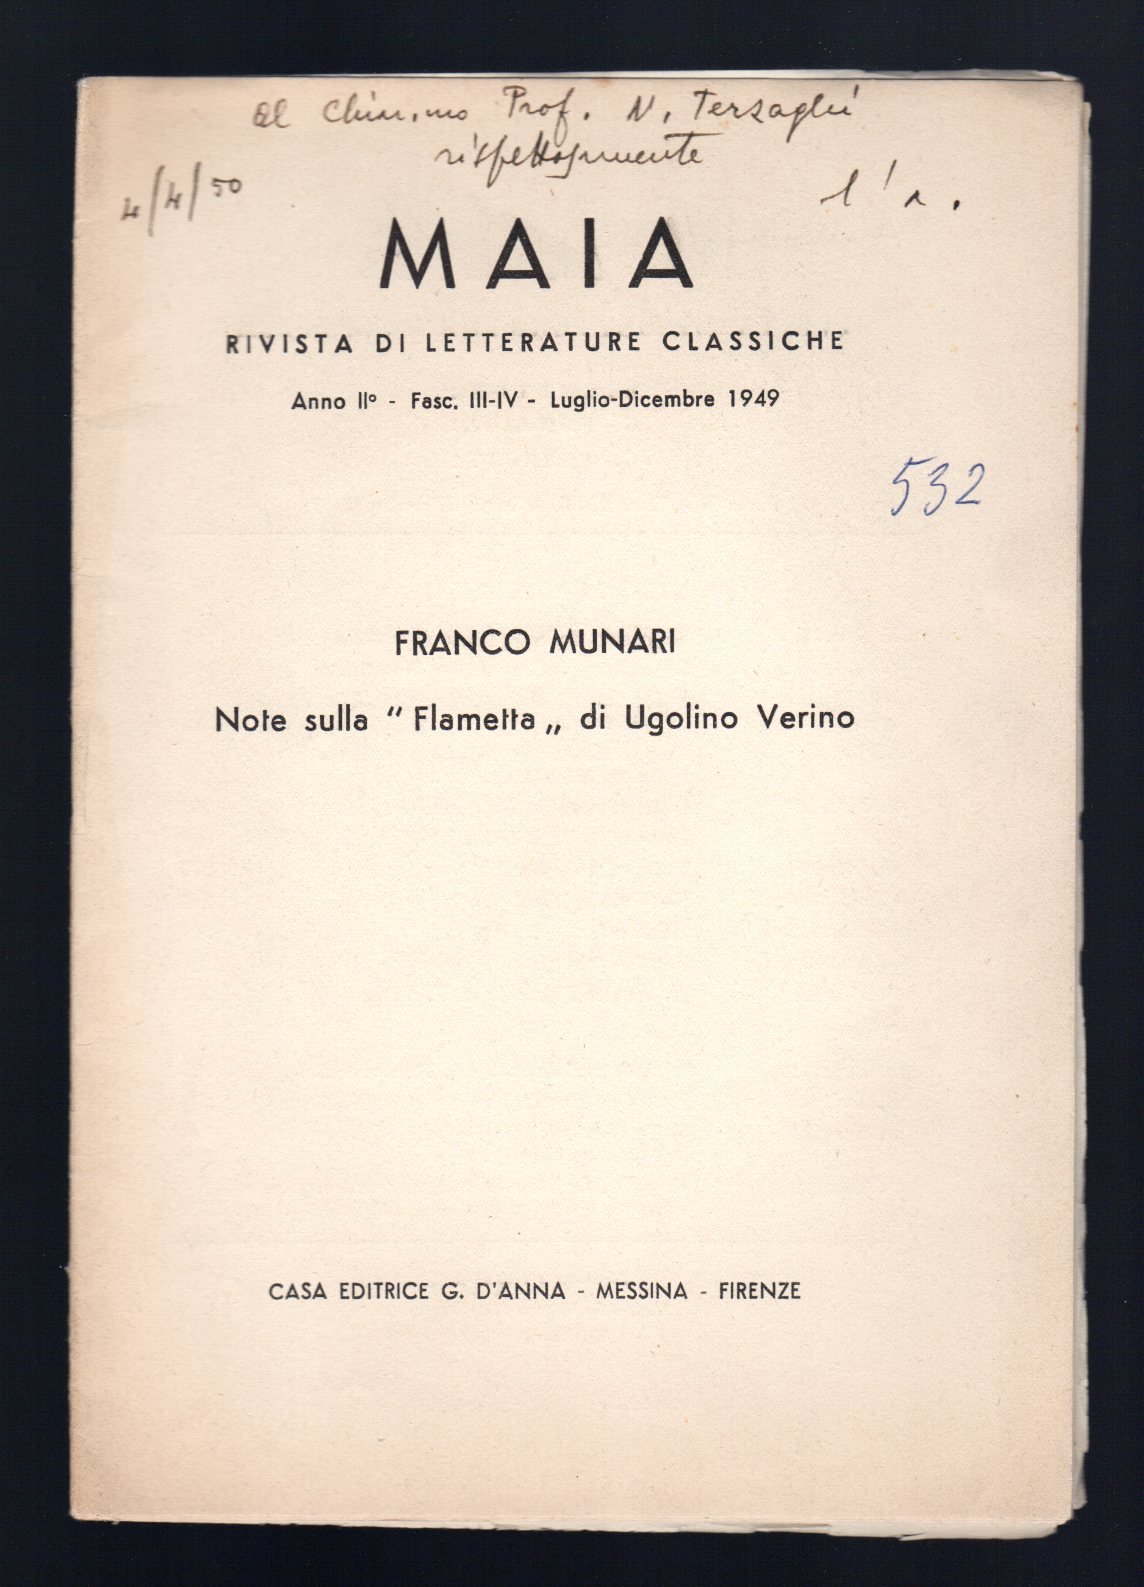 Al Chiar.mo Prof. N. Terzaghi
rispettosamente
4/4/50
l'a.
MAIA
RIVISTA DI LETTERATURE CLASSICHE
Anno IIº - Fasc. III-IV - Luglio-Dicembre 1949
532
FRANCO MUNARI
Note sulla “ Flametta „ di Ugolino Verino
CASA EDITRICE G. D'ANNA - MESSINA - FIRENZE